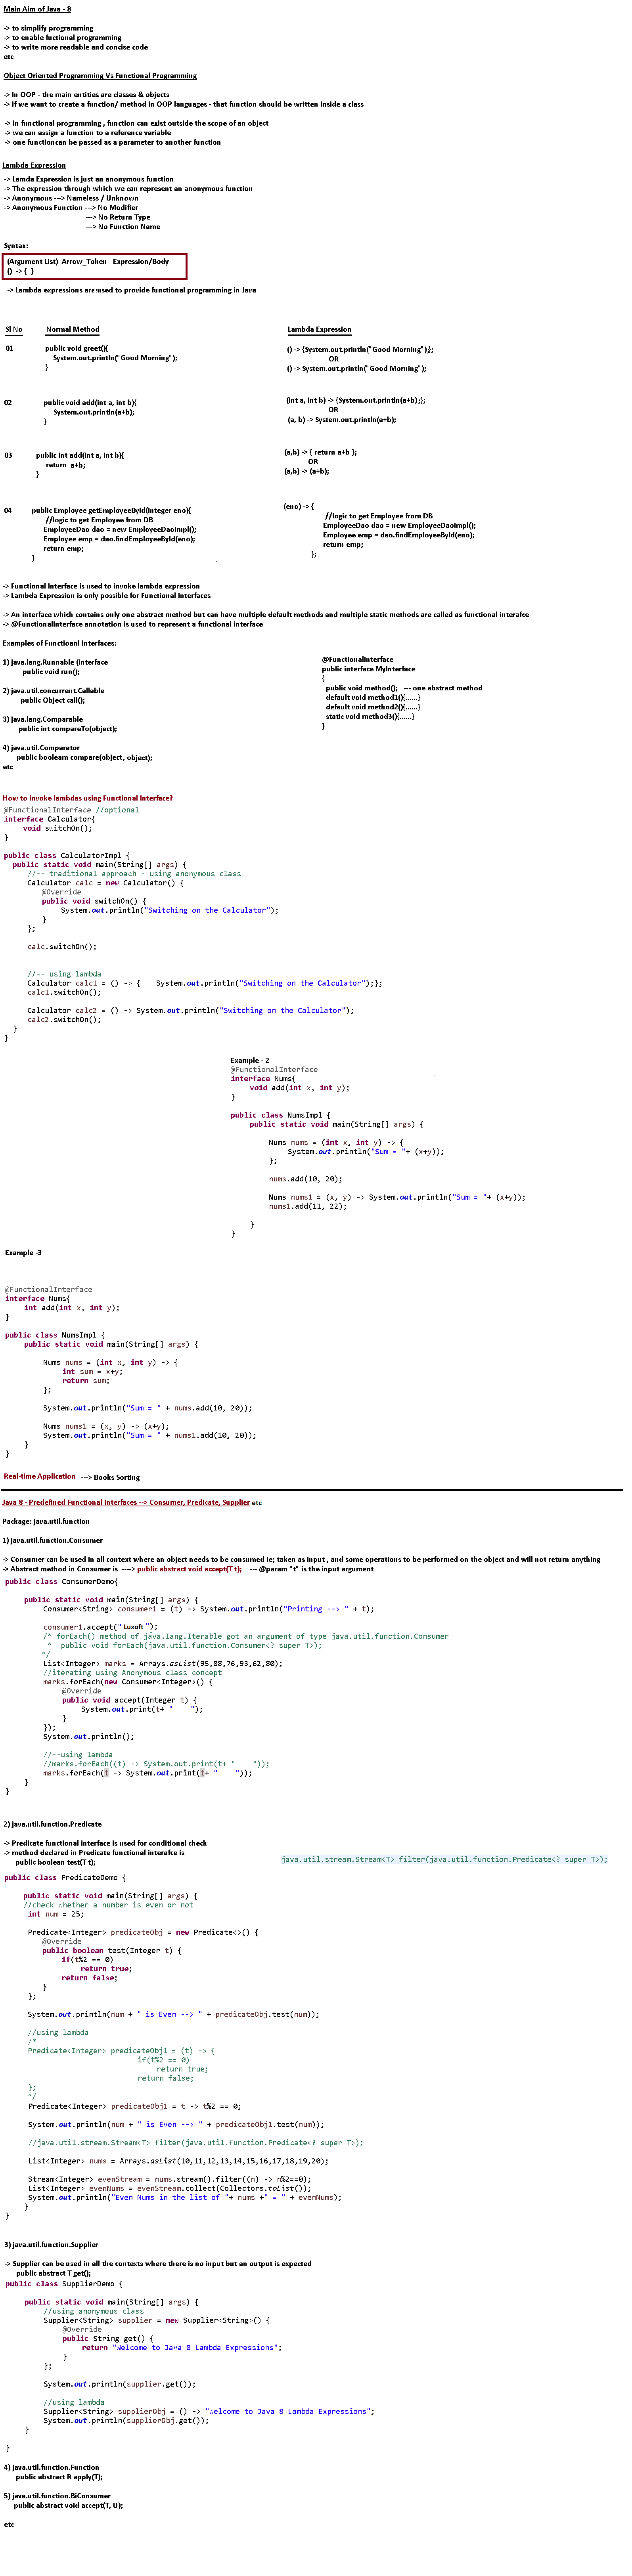 Main Aim of Java - 8
-> to simplify programming
-> to enable fuctional programming
-> to write more readable and concise code
etc
Object Oriented Programming Vs Functional Programming
-> In OOP - the main entities are classes & objects
-> if we want to create a function/ method in OOP languages - that function should be written inside a class
-> in functional programming , function can exist outside the scope of an object
-> we can assign a function to a reference variable
-> one functioncan be passed as a parameter to another function
Lambda Expression
-> Lamda Expression is just an anonymous function
-> The expression through which we can represent an anonymous function
-> Anonymous ---> Nameless / Unknown
-> Anonymous Function ---> No Modifier
---> No Return Type
---> No Function Name
Syntax:
(Argument List) Arrow_Token Expression/Body
() -> { }
-> Lambda expressions are used to provide functional programming in Java
Sl No Normal Method Lambda Expression
01 public void greet(){
System.out.println("Good Morning");
}
() -> {System.out.println("Good Morning");};
OR
() -> System.out.println("Good Morning");
02 public void add(int a, int b){
System.out.println(a+b);
}
(int a, int b) -> {System.out.println(a+b);};
OR
(a, b) -> System.out.println(a+b);
03 public int add(int a, int b){
return a+b;
}
(a,b) -> { return a+b };
OR
(a,b) -> (a+b);
04 public Employee getEmployeeById(Integer eno){
//logic to get Employee from DB
EmployeeDao dao = new EmployeeDaoImpl();
Employee emp = dao.findEmployeeById(eno);
return emp;
}
(eno) -> {
//logic to get Employee from DB
EmployeeDao dao = new EmployeeDaoImpl();
Employee emp = dao.findEmployeeById(eno);
return emp;
};
-> Functional Interface is used to invoke lambda expression
-> Lambda Expression is only possible for Functional Interfaces
-> An interface which contains only one abstract method but can have multiple default methods and multiple static methods are called as functional interafce
-> @FunctionalInterface annotation is used to represent a functional interface
Examples of Functioanl Interfaces:
1) java.lang.Runnable (interface
public void run();
2) java.util.concurrent.Callable
public Object call();
3) java.lang.Comparable
public int compareTo(object);
4) java.util.Comparator
public booleam compare(object, object);
etc
@FunctionalInterface
public interface MyInterface
{
public void method(); --- one abstract method
default void method1(){......}
default void method2(){......}
static void method3(){......}
}
How to invoke lambdas using Functional Interface?
@FunctionalInterface //optional
interface Calculator{
void switchOn();
}
public class CalculatorImpl {
public static void main(String[] args) {
//-- traditional approach - using anonymous class
Calculator calc = new Calculator() {
@Override
public void switchOn() {
System.out.println("Switching on the Calculator");
}
};
calc.switchOn();
//-- using lambda
Calculator calc1 = () -> { System.out.println("Switching on the Calculator");};
calc1.switchOn();
Calculator calc2 = () -> System.out.println("Switching on the Calculator");
calc2.switchOn();
}
}
Example - 2
@FunctionalInterface
interface Nums{
void add(int x, int y);
}
public class NumsImpl {
public static void main(String[] args) {
Nums nums = (int x, int y) -> {
System.out.println("Sum = "+ (x+y));
};
nums.add(10, 20);
Nums nums1 = (x, y) -> System.out.println("Sum = "+ (x+y));
nums1.add(11, 22);
}
}
Example -3
@FunctionalInterface
interface Nums{
int add(int x, int y);
}
public class NumsImpl {
public static void main(String[] args) {
Nums nums = (int x, int y) -> {
int sum = x+y;
return sum;
};
System.out.println("Sum = " + nums.add(10, 20));
Nums nums1 = (x, y) -> (x+y);
System.out.println("Sum = " + nums1.add(10, 20));
}
}
Real-time Application ---> Books Sorting
Java 8 - Predefined Functional Interfaces --> Consumer, Predicate, Supplier etc
Package: java.util.function
1) java.util.function.Consumer
-> Consumer can be used in all context where an object needs to be consumed ie; taken as input , and some operations to be performed on the object and will not return anything
-> Abstract method in Consumer is ----> public abstract void accept(T t); --- @param "t" is the input argument
public class ConsumerDemo{
public static void main(String[] args) {
Consumer<String> consumer1 = (t) -> System.out.println("Printing --> " + t);
consumer1.accept("Luxoft");
/* forEach() method of java.lang.Iterable got an argument of type java.util.function.Consumer
* public void forEach(java.util.function.Consumer<? super T>);
*/
List<Integer> marks = Arrays.asList(95,88,76,93,62,80);
//iterating using Anonymous class concept
marks.forEach(new Consumer<Integer>() {
@Override
public void accept(Integer t) {
System.out.print(t+ " ");
}
});
System.out.println();
//--using lambda
//marks.forEach((t) -> System.out.print(t+ " "));
marks.forEach(t -> System.out.print(t+ " "));
}
}
2) java.util.function.Predicate
-> Predicate functional interface is used for conditional check
-> method declared in Predicate functional interafce is
public boolean test(T t);
java.util.stream.Stream<T> filter(java.util.function.Predicate<? super T>);
public class PredicateDemo {
public static void main(String[] args) {
//check whether a number is even or not
int num = 25;
Predicate<Integer> predicateObj = new Predicate<>() {
@Override
public boolean test(Integer t) {
if(t%2 == 0)
return true;
return false;
}
};
System.out.println(num + " is Even --> " + predicateObj.test(num));
//using lambda
/*
Predicate<Integer> predicateObj1 = (t) -> {
if(t%2 == 0)
return true;
return false;
};
*/
Predicate<Integer> predicateObj1 = t -> t%2 == 0;
System.out.println(num + " is Even --> " + predicateObj1.test(num));
//java.util.stream.Stream<T> filter(java.util.function.Predicate<? super T>);
List<Integer> nums = Arrays.asList(10,11,12,13,14,15,16,17,18,19,20);
Stream<Integer> evenStream = nums.stream().filter((n) -> n%2==0);
List<Integer> evenNums = evenStream.collect(Collectors.toList());
System.out.println("Even Nums in the list of "+ nums +" = " + evenNums);
}
}
3) java.util.function.Supplier
-> Supplier can be used in all the contexts where there is no input but an output is expected
public abstract T get();
public class SupplierDemo {
public static void main(String[] args) {
//using anonymous class
Supplier<String> supplier = new Supplier<String>() {
@Override
public String get() {
return "Welcome to Java 8 Lambda Expressions";
}
};
System.out.println(supplier.get());
//using lambda
Supplier<String> supplierObj = () -> "Welcome to Java 8 Lambda Expressions";
System.out.println(supplierObj.get());
}
}
4) java.util.function.Function
public abstract R apply(T);
5) java.util.function.BiConsumer
public abstract void accept(T, U);
etc